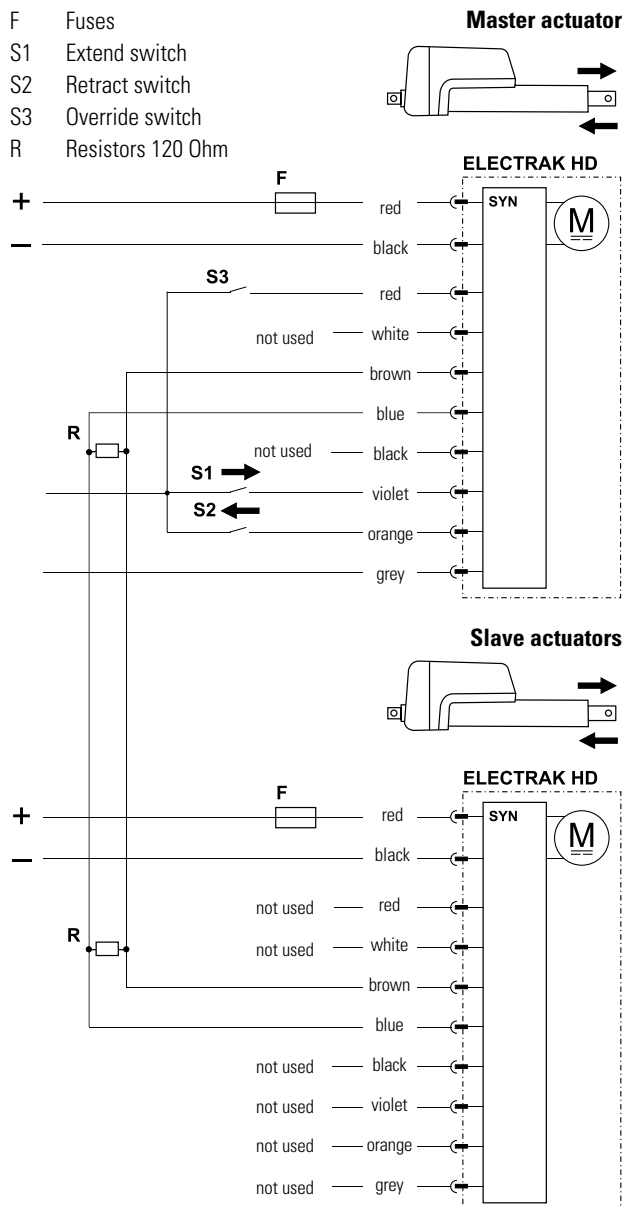 F Fuses
S1 Extend switch
S2 Retract switch
S3 Override switch
R Resistors 120 Ohm
Master actuator
ELECTRAK HD
F
+ red SYN M
– black
S3
red
not used white
brown
blue
R
not used black
S1 violet
S2
orange
grey
Slave actuators
ELECTRAK HD
F
+ red SYN M
– black
not used red
R
not used white
brown
blue
not used black
not used violet
not used orange
not used grey